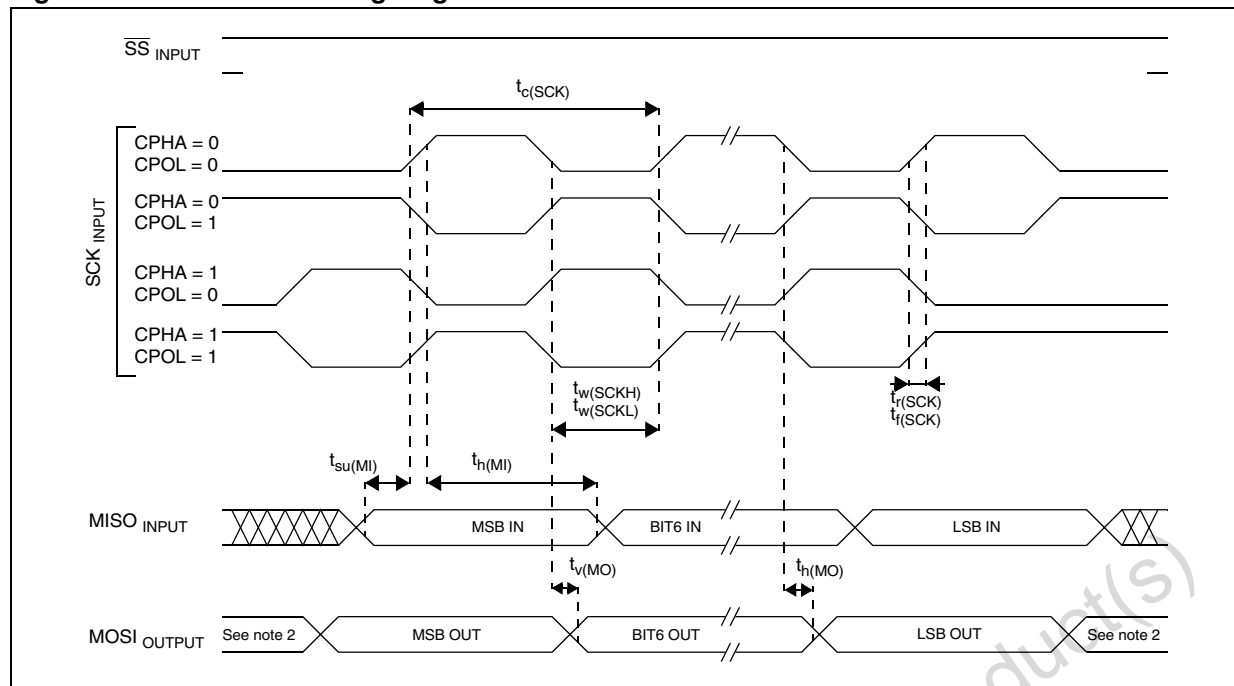 SS INPUT
tc(SCK)
SCK INPUT
CPHA = 0
CPOL = 0
CPHA = 0
CPOL = 1
CPHA = 1
CPOL = 0
CPHA = 1
CPOL = 1
tw(SCKH)
tw(SCKL)
tr(SCK)
tf(SCK)
tsu(MI)
th(MI)
MISO INPUT
MSB IN
BIT6 IN
LSB IN
tv(MO)
th(MO)
MOSI OUTPUT
See note 2
MSB OUT
BIT6 OUT
LSB OUT
See note 2